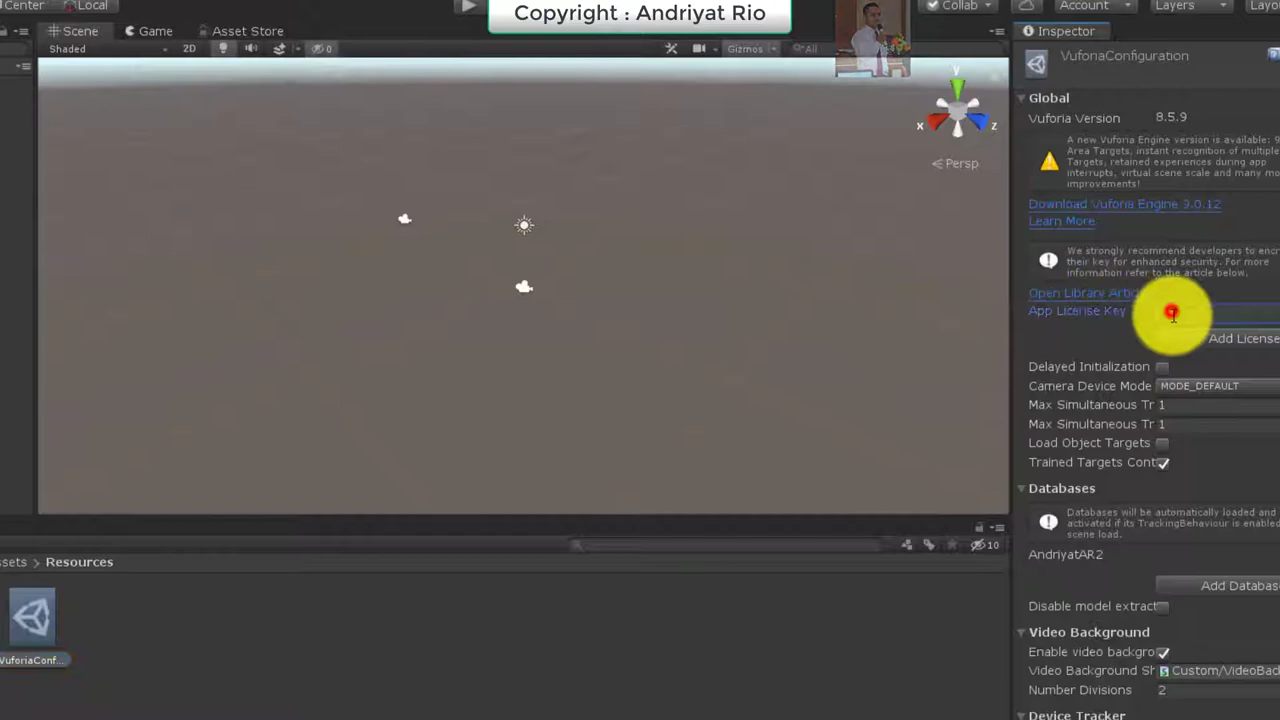 Center
Local
Copyright : Andriyat Rio
Collab
Account
Layers
Layo
Scene
Game
Asset Store
Inspector
Shaded
2D
0
Gizmos
All
VuforiaConfiguration
Global
Vuforia Version 8.5.9
A new Vuforia Engine version is available: 9
Area Targets, instant recognition of multiple
Targets, retained experiences during app
interrupts, virtual scene scale and many mo
improvements!
y
x
z
Persp
Download Vuforia Engine 9.0.12
Learn More
We strongly recommend developers to encr
their key for enhanced security. For more
information refer to the article below.
Open Library Artic
App License Key
Add License
Delayed Initialization
Camera Device Mode MODE_DEFAULT
Max Simultaneous Tr 1
Max Simultaneous Tr 1
Load Object Targets
Trained Targets Cont
Databases
Databases will be automatically loaded and
activated if its TrackingBehaviour is enabled
scene load.
AndriyatAR2
Add Database
Disable model extract
Video Background
Enable video backgro
Video Background Sh Custom/VideoBac
Number Divisions 2
Device Tracker
10
ssets
Resources
VuforiaConf...